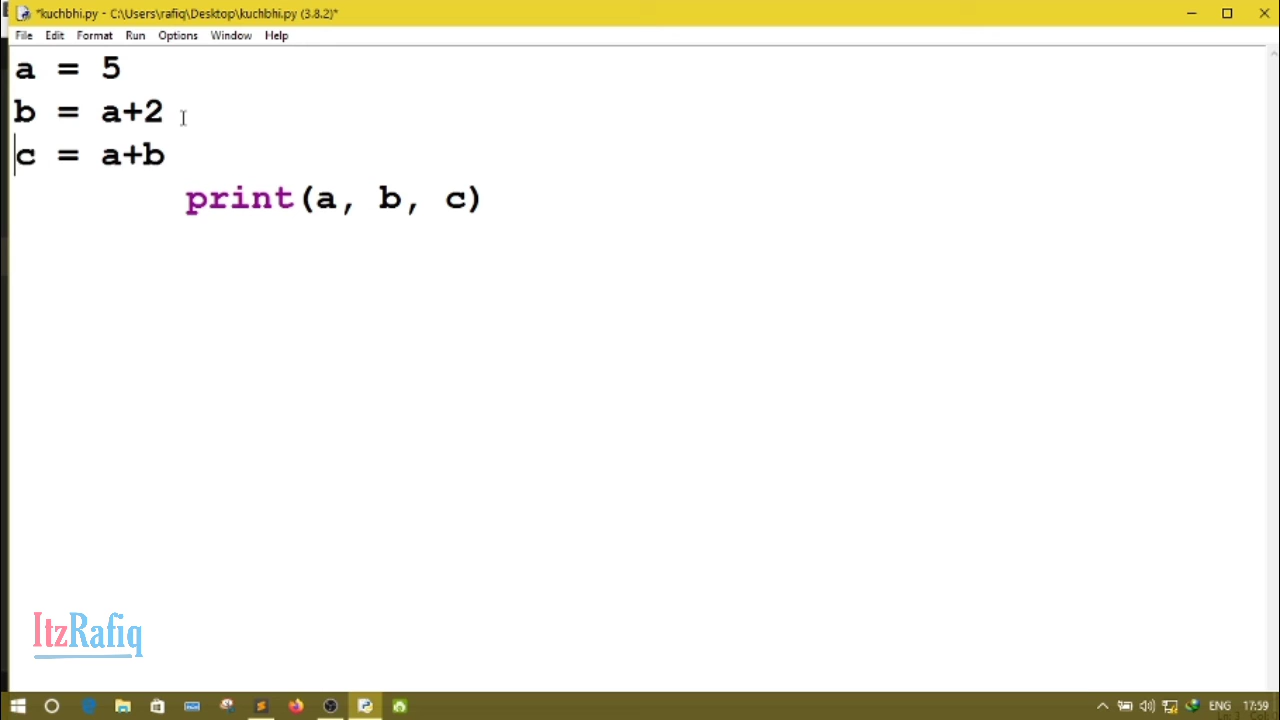 *kuchbhi.py - C:\Users\rafiq\Desktop\kuchbhi.py (3.8.2)*
File Edit Format Run Options Window Help
a = 5
b = a+2
c = a+b
print(a, b, c)
ItzRafiq
ENG 17:59